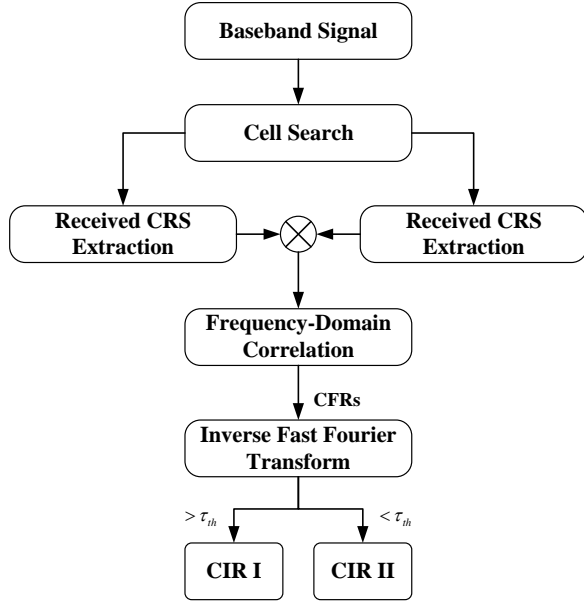 Baseband Signal
Cell Search
Received CRS
Extraction
Received CRS
Extraction
Frequency-Domain
Correlation
CFRs
Inverse Fast Fourier
Transform
> τth
< τth
CIR I
CIR II